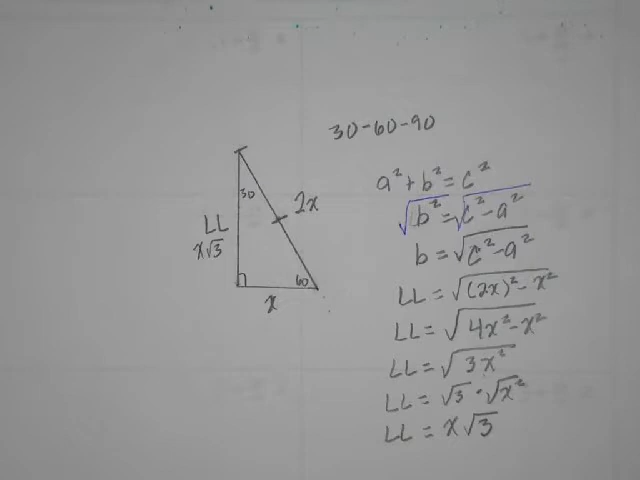 30-60-90
30
2x
LL
x√3
60
x
a² + b² = c²
√b² = √c² - a²
b = √c² - a²
LL = √(2x)² - x²
LL = √4x² - x²
LL = √3x²
LL = √3 · √x²
LL = x√3